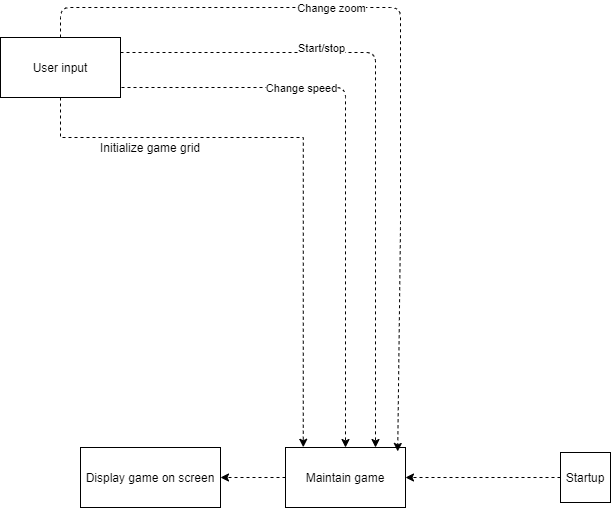 Change zoom
Start/stop
User input
Change speed
Initialize game grid
Display game on screen
Maintain game
Startup